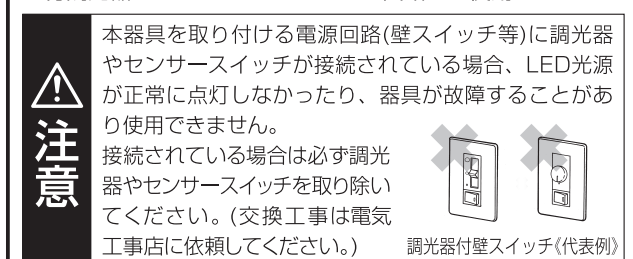 本器具を取り付ける電源回路(壁スイッチ等)に調光器
やセンサースイッチが接続されている場合、LED光源
が正常に点灯しなかったり、器具が故障することがあ
り使用できません。
接続されている場合は必ず調光
器やセンサースイッチを取り除い
てください。(交換工事は電気
工事店に依頼してください。)
注意
調光器付壁スイッチ《代表例》